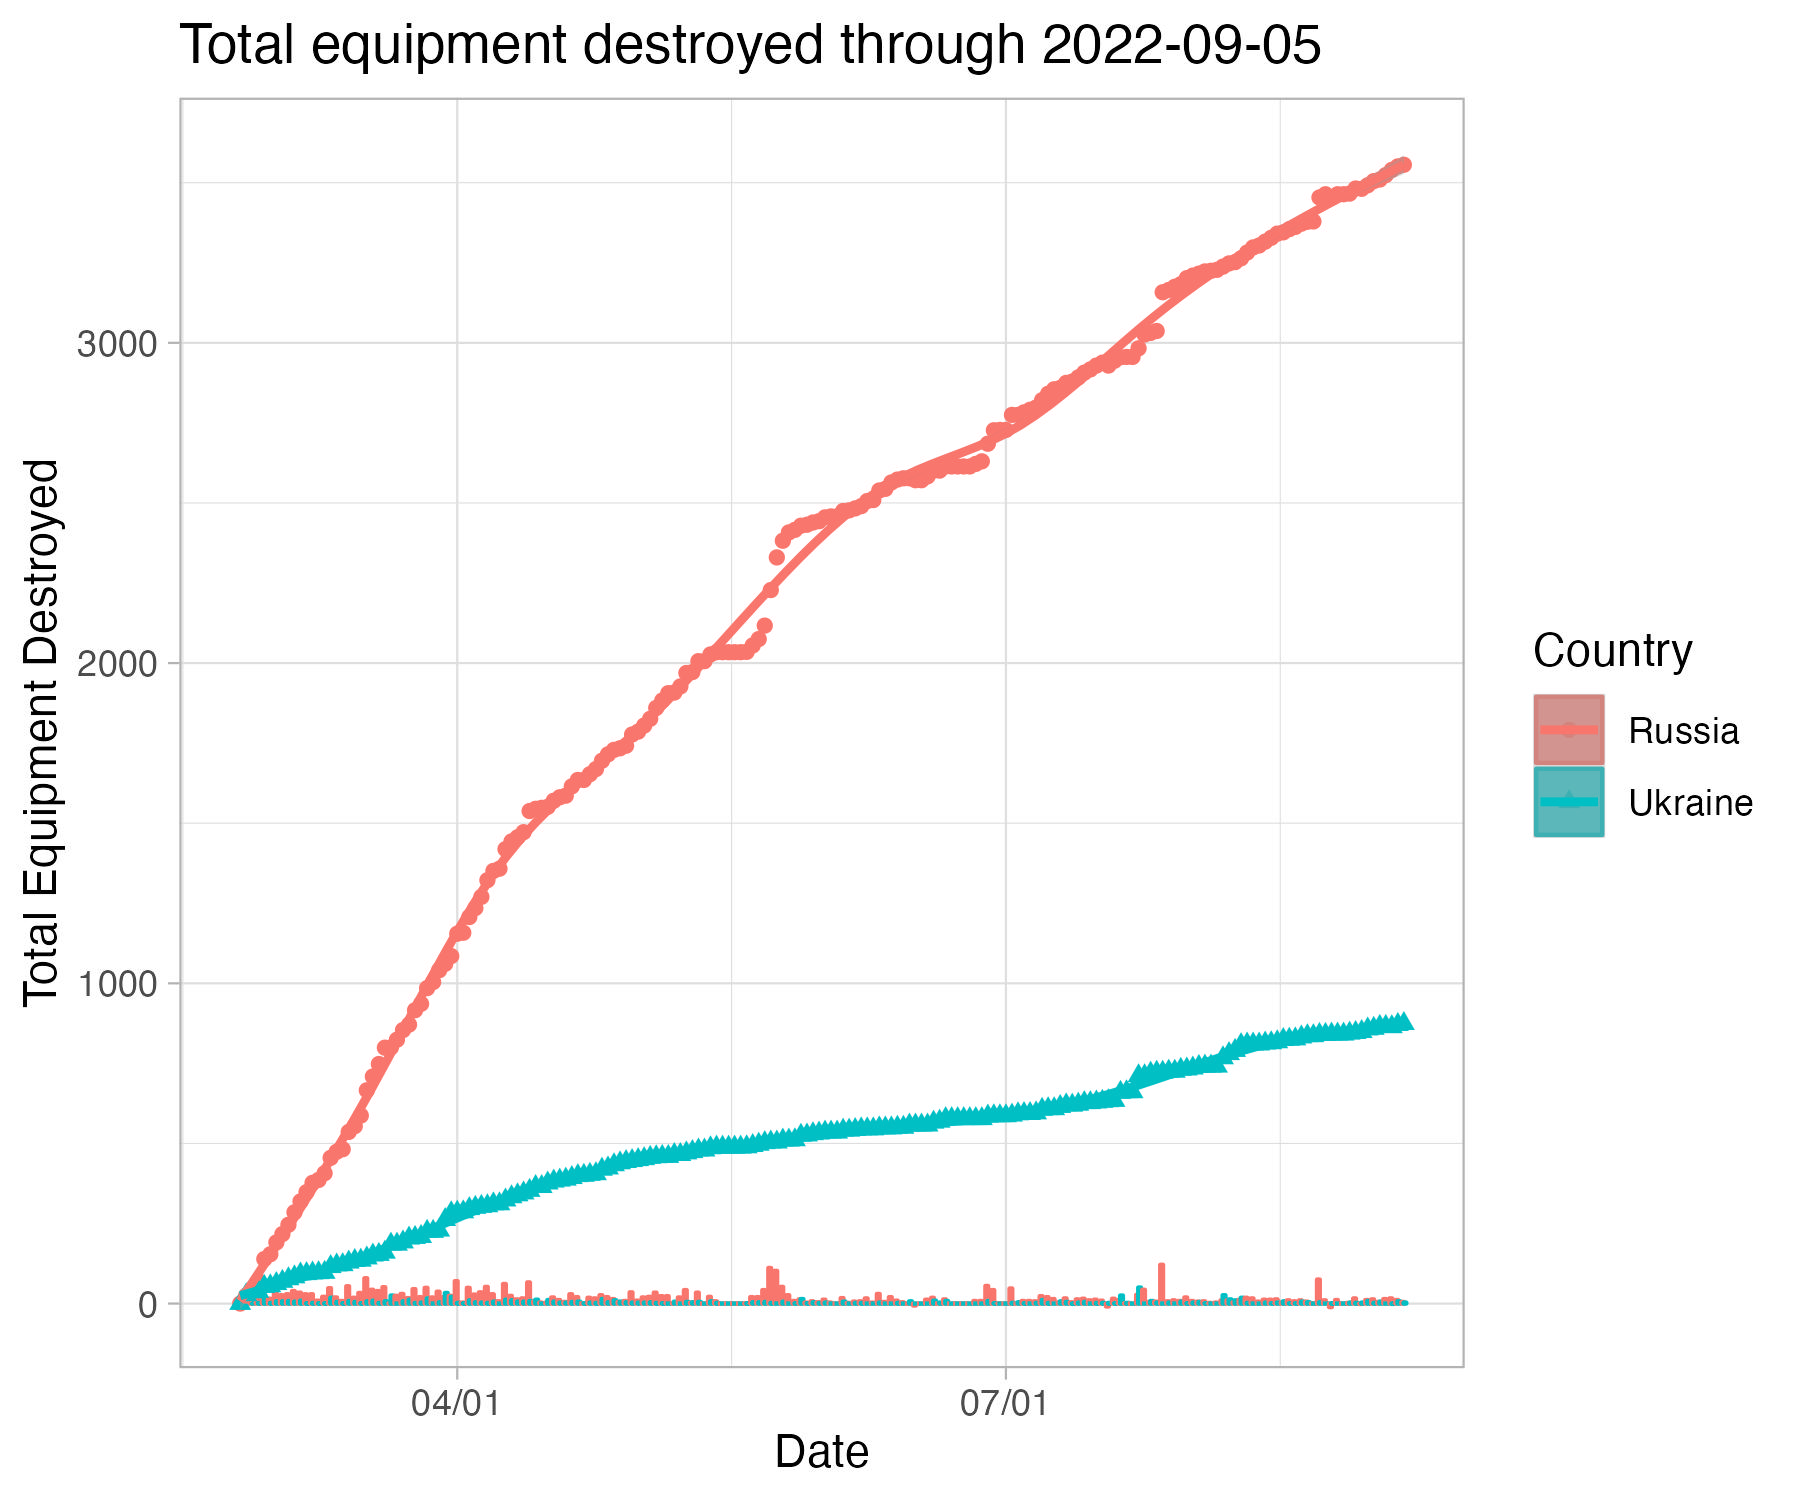 Total equipment destroyed through 2022-09-05
Total Equipment Destroyed
3000
2000
1000
0
04/01
07/01
Date
Country
Russia
Ukraine